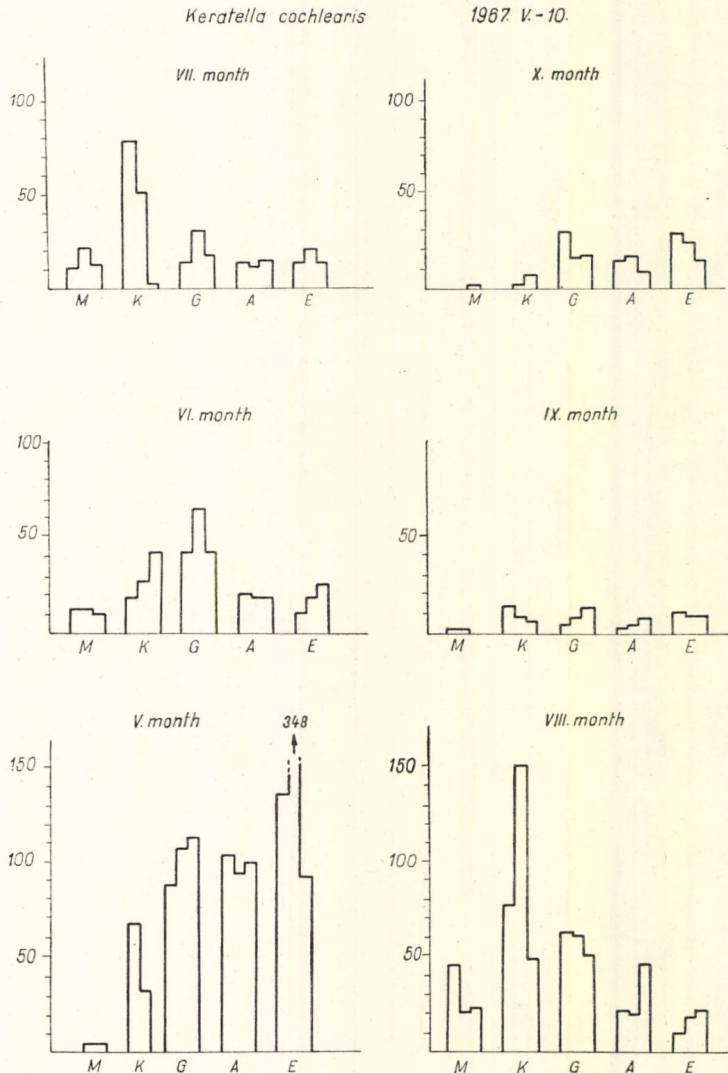 Keratella cochlearis 1967. V.-10.
VII. month
100
50
M K G A E
X. month
100
50
M K G A E
VI. month
100
50
M K G A E
IX. month
50
M K G A E
V. month
348
150
100
50
M K G A E
VIII. month
150
100
50
M K G A E